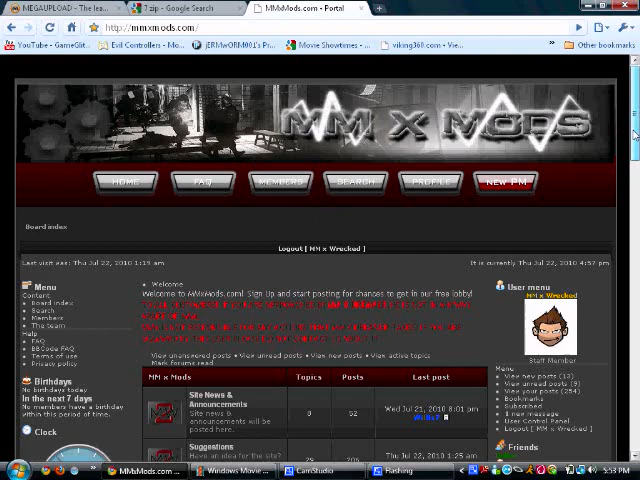 MEGAUPLOAD - The lea...
7 zip - Google Search
MMxMods.com - Portal
http://mmxmods.com/
YouTube - GameGlit...
Evil Controllers - Mod...
jERMwORM001's Pr...
Movie Showtimes -...
viking360.com • Vie...
Other bookmarks
MM X MODS
HOME
FAQ
MEMBERS
SEARCH
PROFILE
NEW PM
Board index
Logout [ MM x Wrecked ]
Last visit was: Thu Jul 22, 2010 1:19 am
It is currently Thu Jul 22, 2010 4:57 pm
Menu
Content
Board index
Search
Members
The team
Help
FAQ
BBCode FAQ
Terms of use
Privacy policy
Birthdays
No birthdays today
In the next 7 days
No members have a birthday within this period of time.
Clock
• Welcome
Welcome to MMxMods.com! Sign Up and start posting for chances to get in our free lobby!
View unanswered posts • View unread posts • View new posts • View active topics
Mark forums read
MM x Mods
Topics
Posts
Last post
Site News &
Announcements
Site news &
announcements will be
posted here.
8
52
Wed Jul 21, 2010 8:01 pm
Suggestions
Have an idea for the site?
29
206
Thu Jul 22, 2010 1:25 am
User menu
MM x Wrecked
Staff Member
Menu
View new posts (13)
View unread posts (9)
View your posts (254)
Bookmarks
Subscribed
1 new message
User Control Panel
Logout [ MM x Wrecked ]
Friends
MMxMods.com - Po...
Windows Movie ...
CamStudio
Flashing
5:53 PM